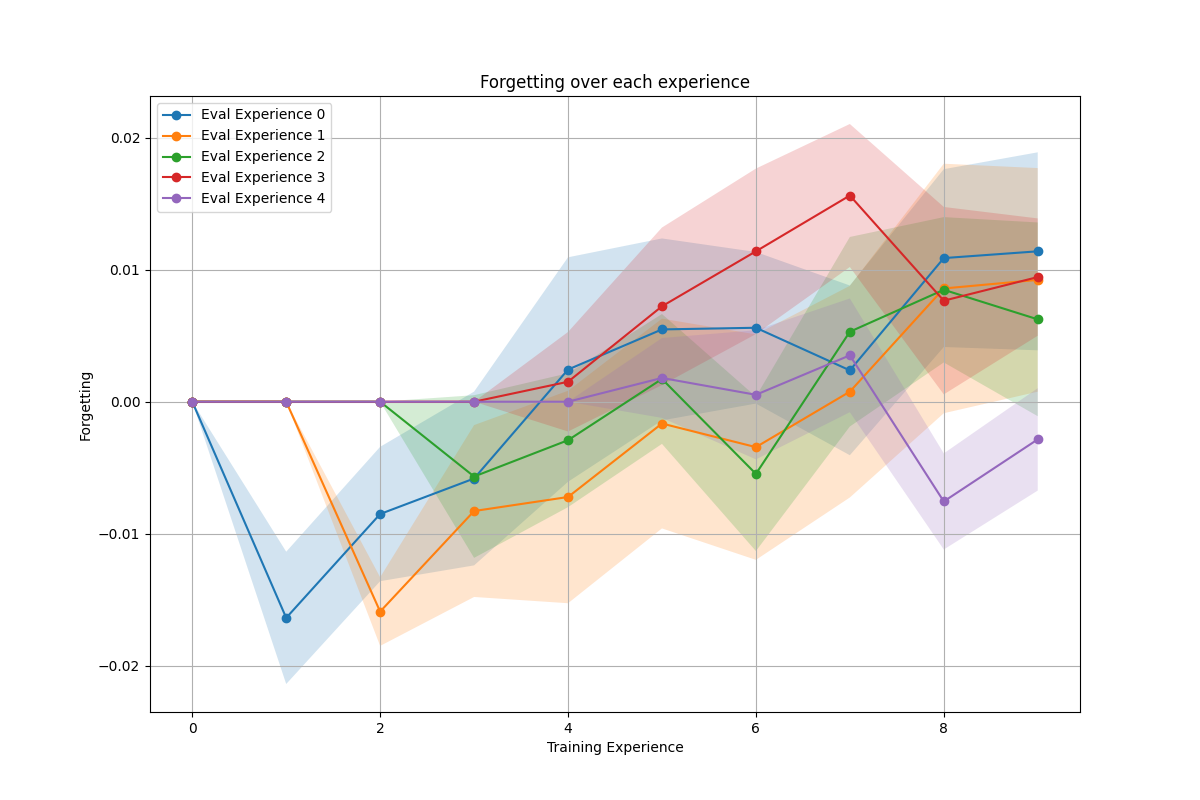 Forgetting over each experience
Eval Experience 0
Eval Experience 1
Eval Experience 2
Eval Experience 3
Eval Experience 4
0.02
0.01
0.00
−0.01
−0.02
Forgetting
0 2 4 6 8
Training Experience